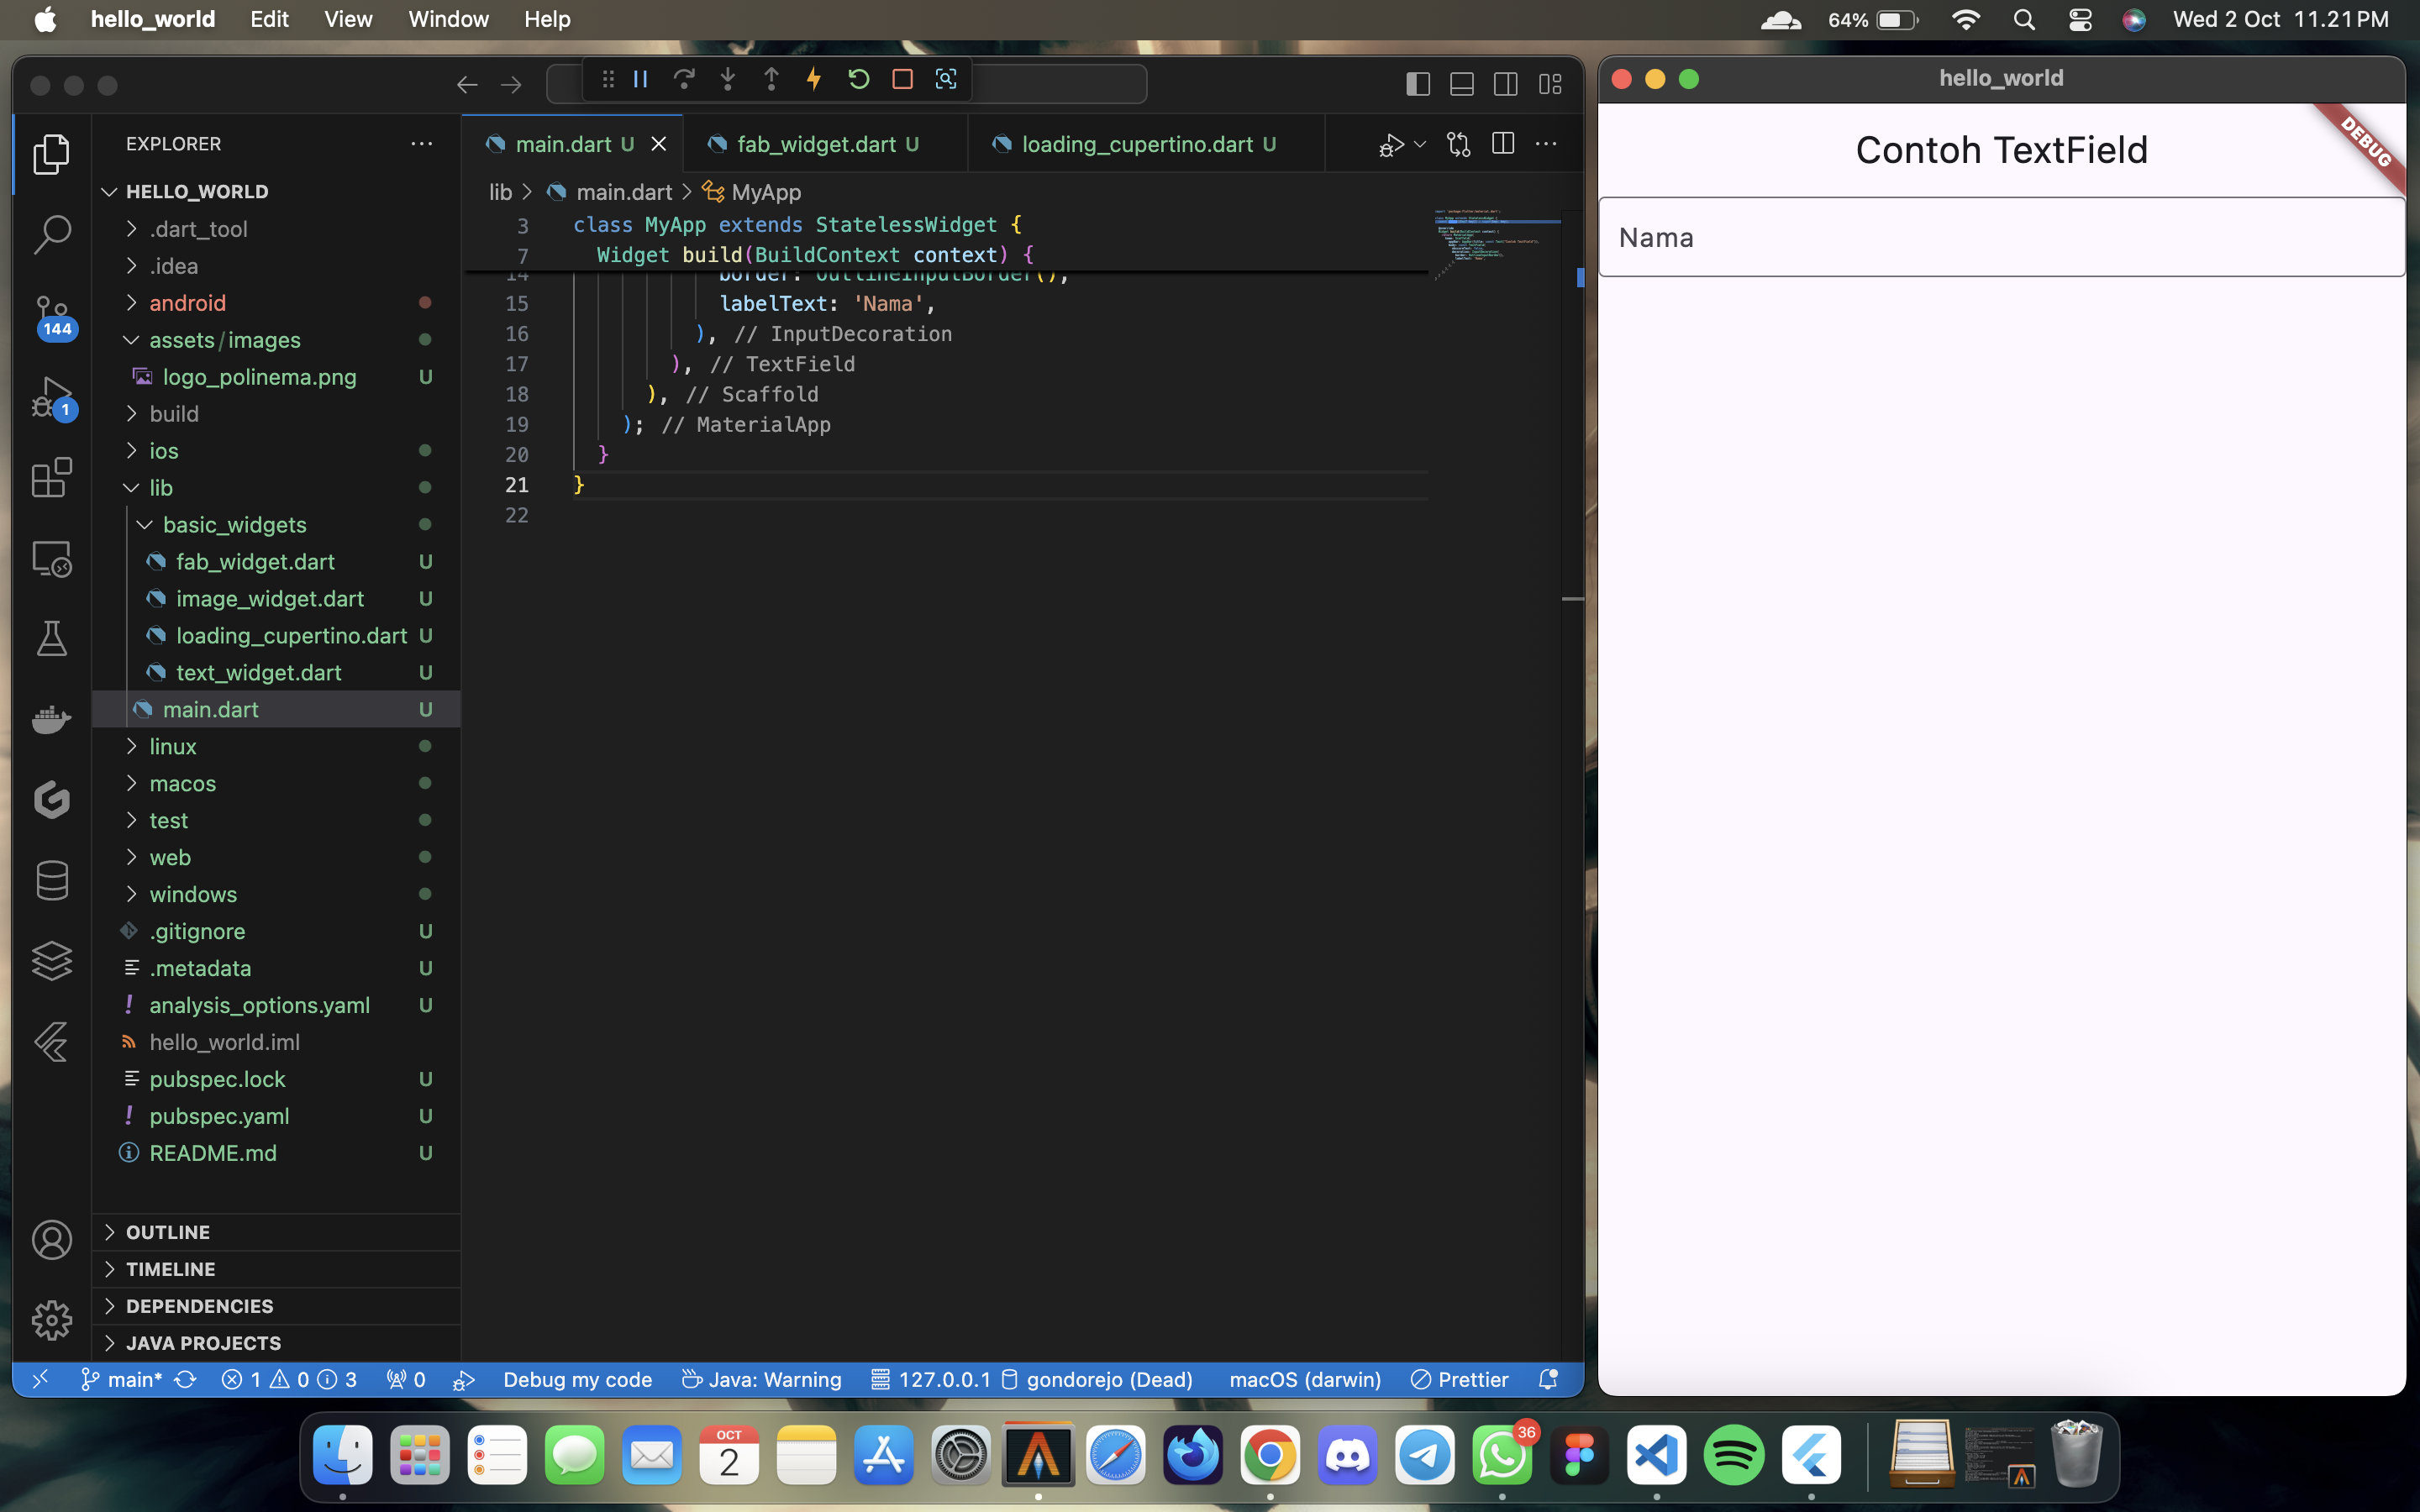 hello_world Edit View Window Help
64% Wed 2 Oct 11.21 PM
EXPLORER
HELLO_WORLD
.dart_tool
.idea
android
assets/images
logo_polinema.png U
build
ios
lib
basic_widgets
fab_widget.dart U
image_widget.dart U
loading_cupertino.dart U
text_widget.dart U
main.dart U
linux
macos
test
web
windows
.gitignore U
.metadata U
analysis_options.yaml U
hello_world.iml
pubspec.lock U
pubspec.yaml U
README.md U
OUTLINE
TIMELINE
DEPENDENCIES
JAVA PROJECTS
144
1
main.dart U
fab_widget.dart U
loading_cupertino.dart U
lib > main.dart > MyApp
3 class MyApp extends StatelessWidget {
7 Widget build(BuildContext context) {
14 border: OutlineInputBorder(),
15 labelText: 'Nama',
16 ), // InputDecoration
17 ), // TextField
18 ), // Scaffold
19 ); // MaterialApp
20 }
21 }
22
main* 1 0 3 0 Debug my code Java: Warning 127.0.0.1 gondorejo (Dead) macOS (darwin) Prettier
hello_world
Contoh TextField
DEBUG
Nama
OCT
2
36